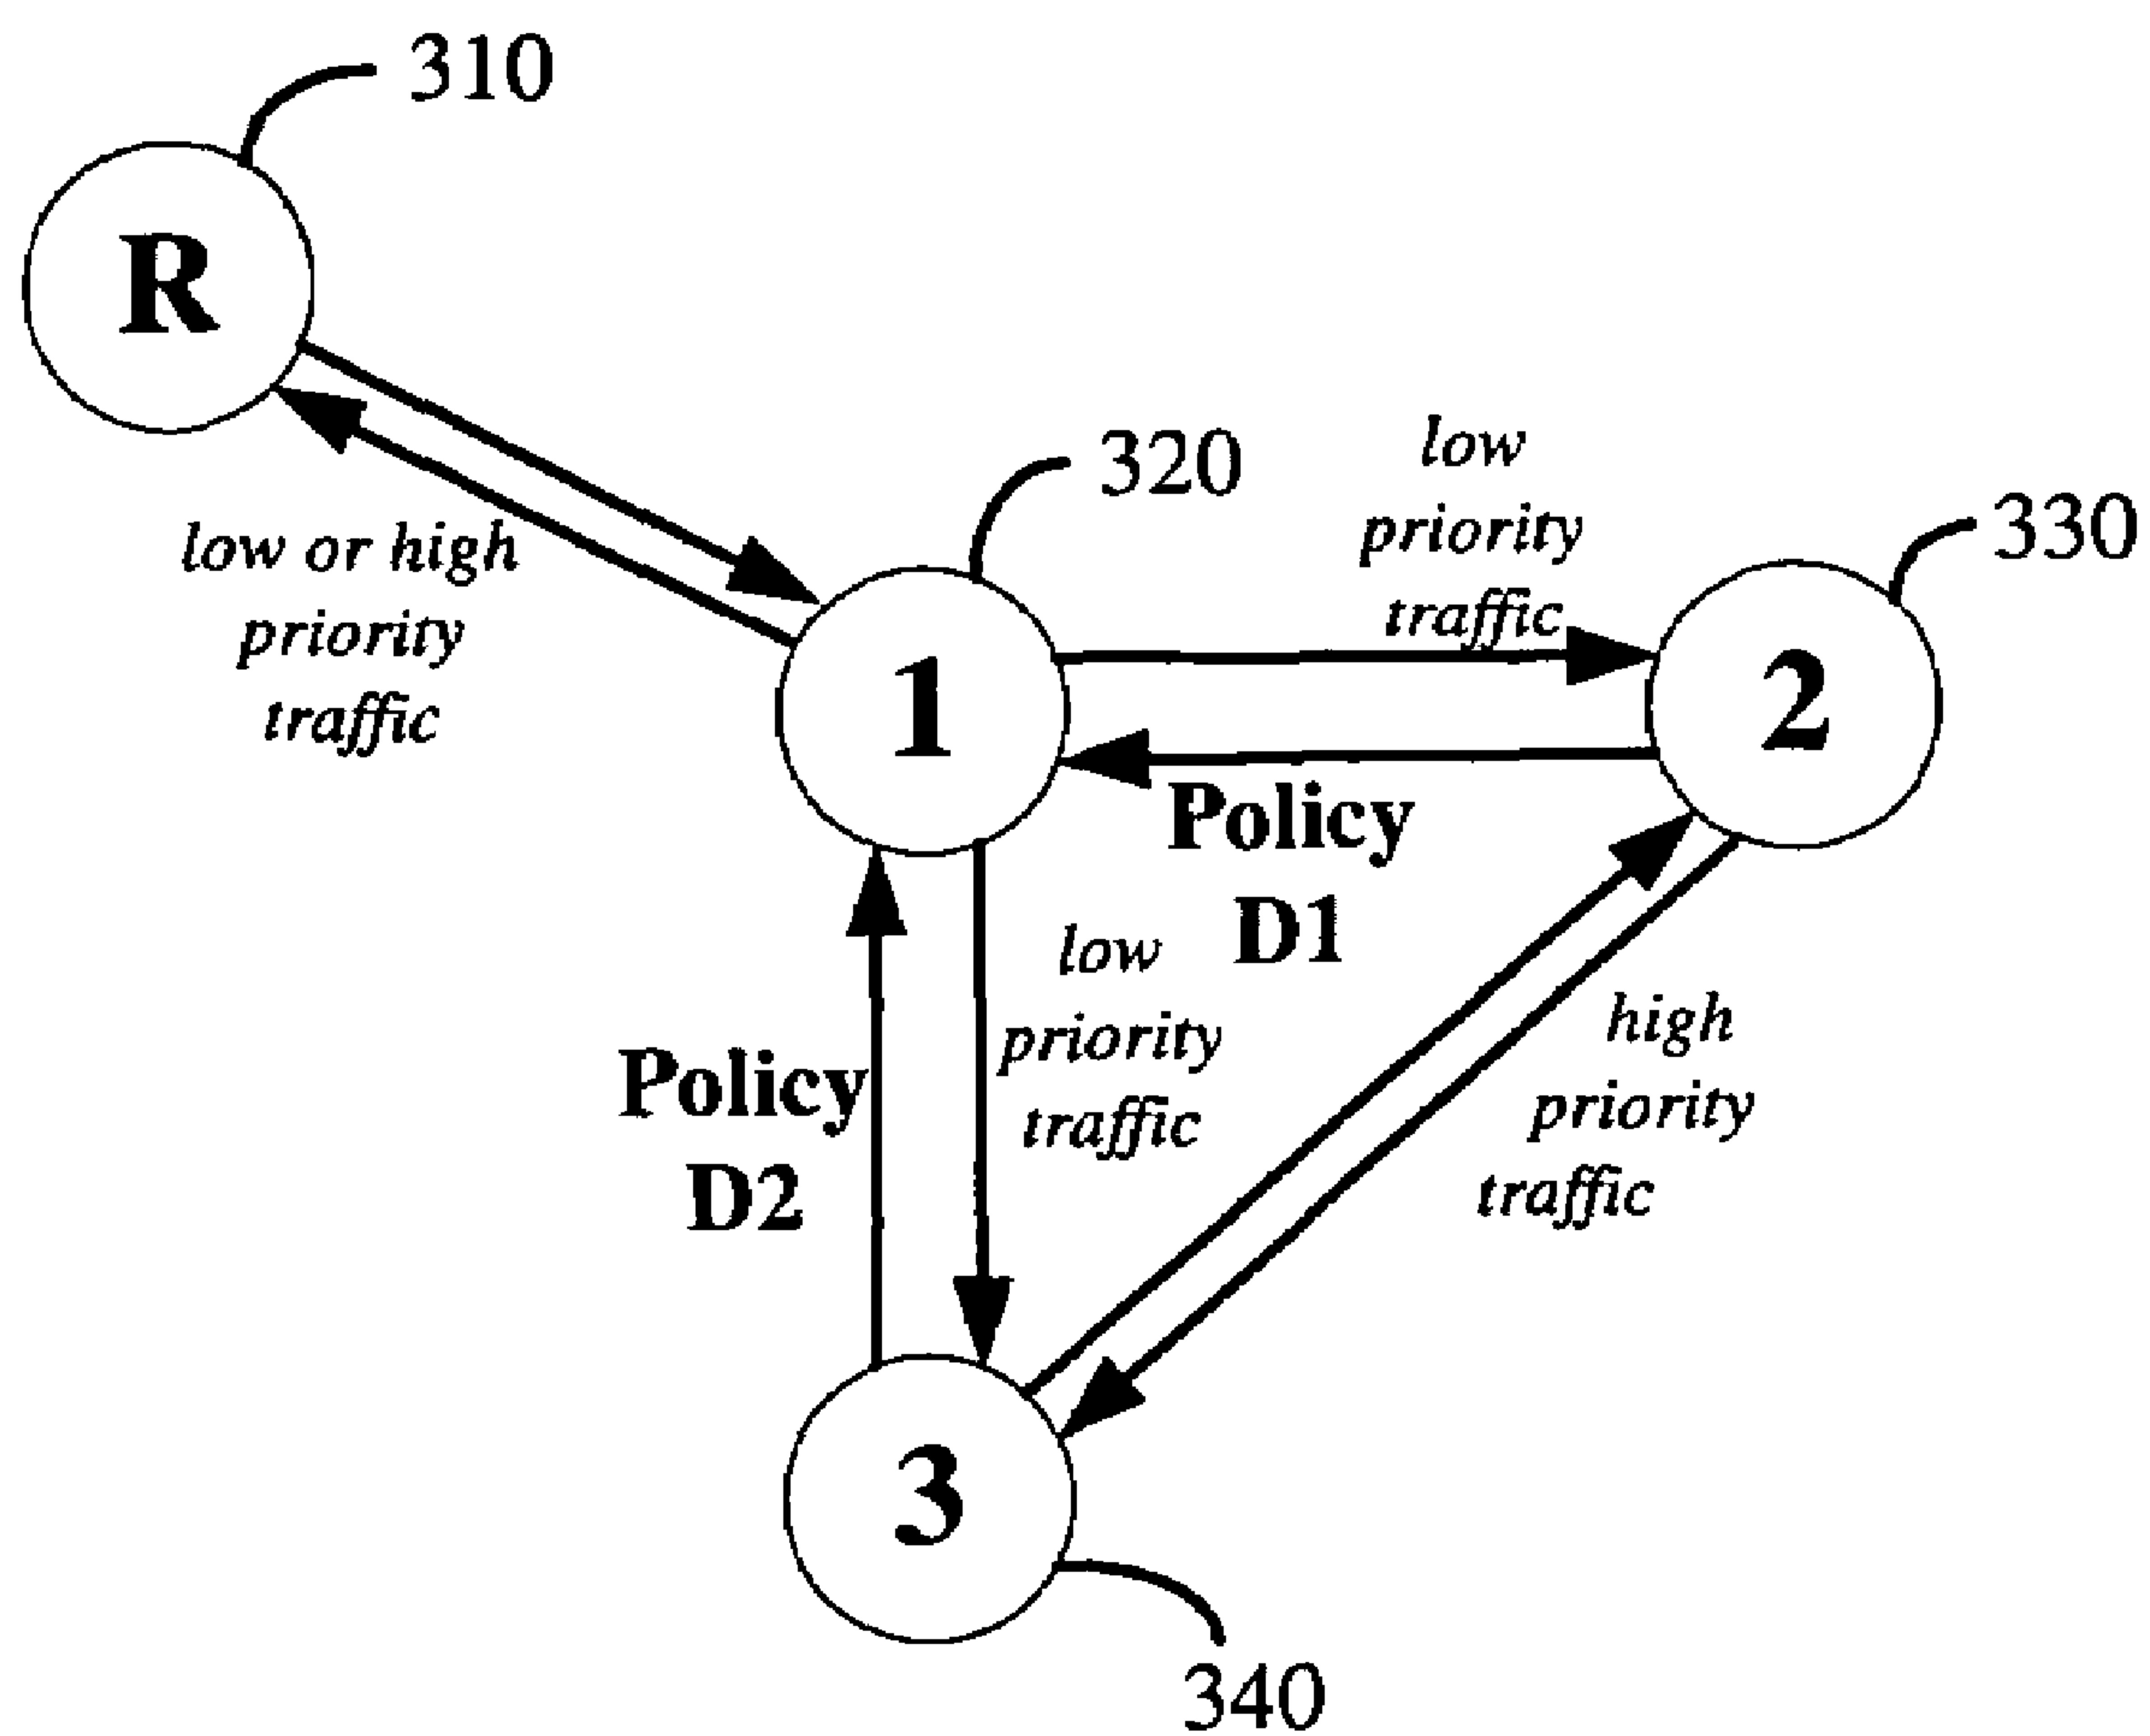 310
R
320
low
priority
traffic
330
low or high
priority
traffic
1
2
Policy
D1
low
priority
traffic
high
priority
traffic
Policy
D2
3
340